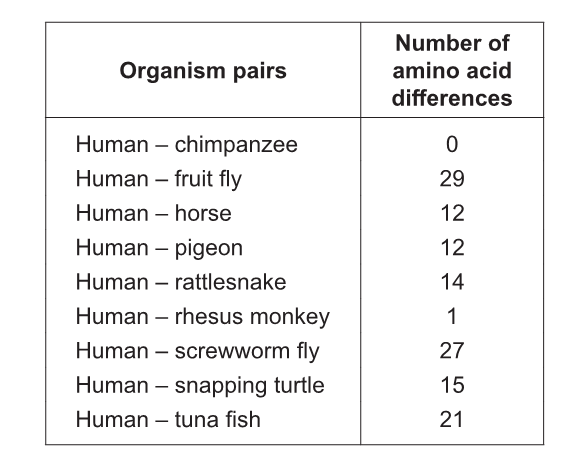 Organism pairs
Number of
amino acid
differences
Human – chimpanzee 0
Human – fruit fly 29
Human – horse 12
Human – pigeon 12
Human – rattlesnake 14
Human – rhesus monkey 1
Human – screwworm fly 27
Human – snapping turtle 15
Human – tuna fish 21